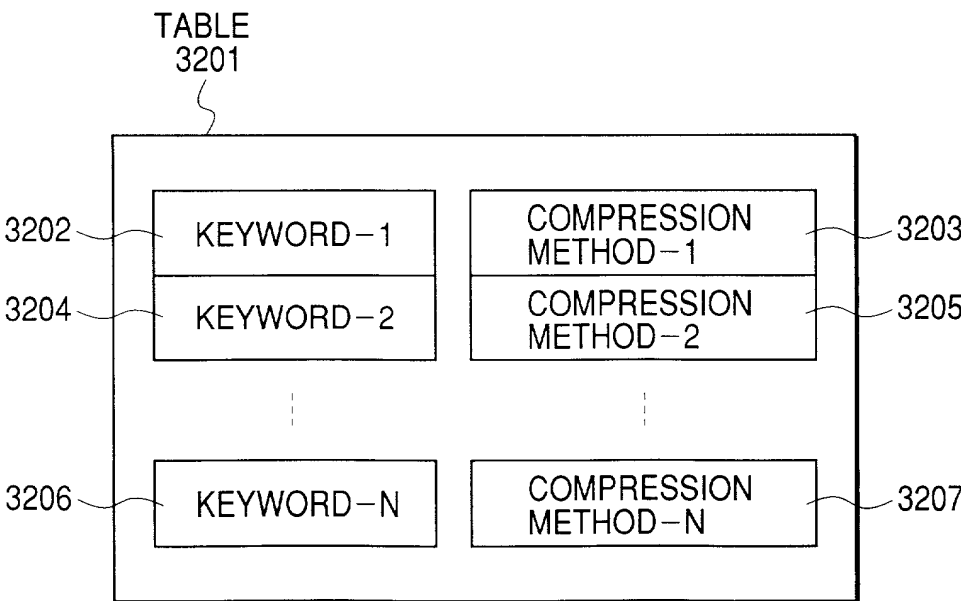 TABLE
3201
3202
KEYWORD-1
COMPRESSION
METHOD-1
3203
3204
KEYWORD-2
COMPRESSION
METHOD-2
3205
3206
KEYWORD-N
COMPRESSION
METHOD-N
3207